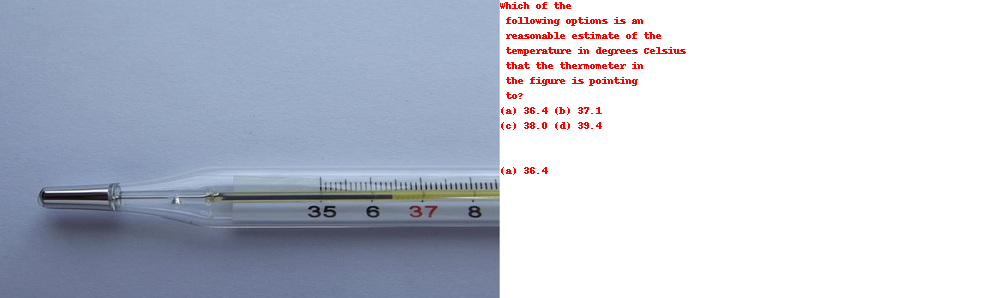 35 6 37 8
Which of the
following options is an
reasonable estimate of the
temperature in degrees Celsius
that the thermometer in
the figure is pointing
to?
(a) 36.4 (b) 37.1
(c) 38.0 (d) 39.4
(a) 36.4